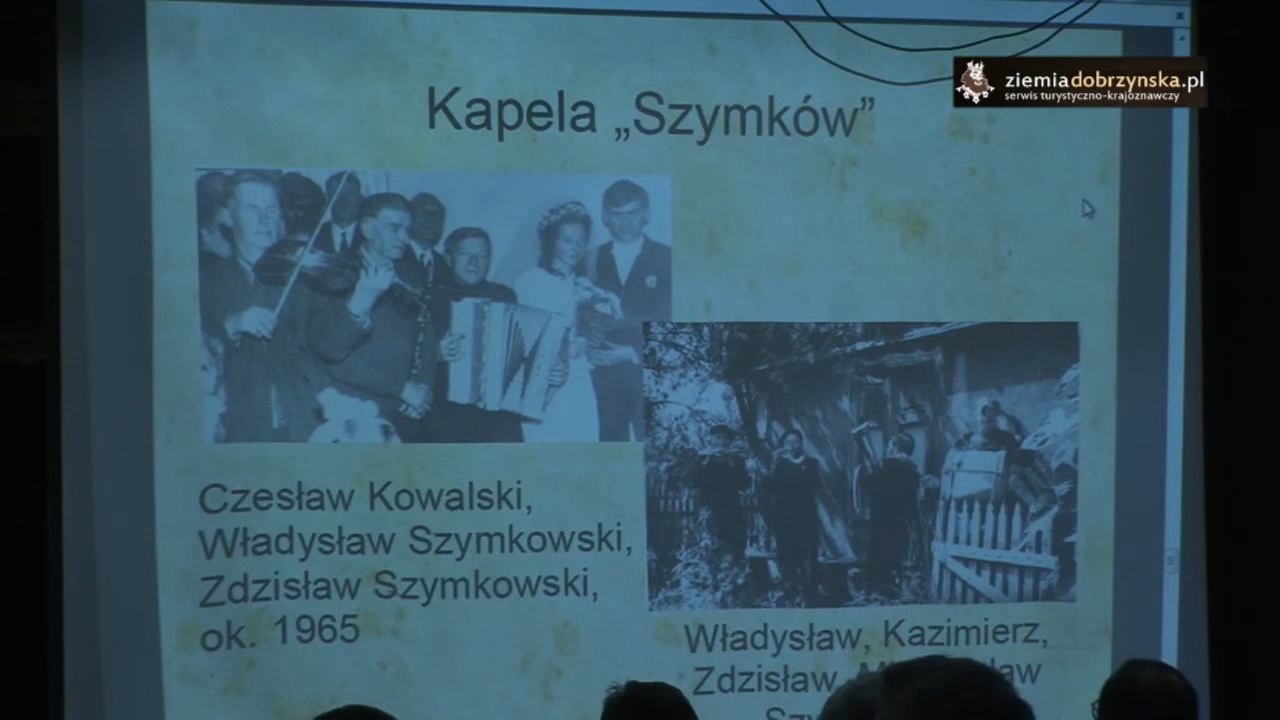 ziemiadobrzynska.pl
serwis turystyczno-krajoznawczy
Kapela „Szymków”
Czesław Kowalski,
Władysław Szymkowski,
Zdzisław Szymkowski,
ok. 1965
Władysław, Kazimierz,
Zdzisław,